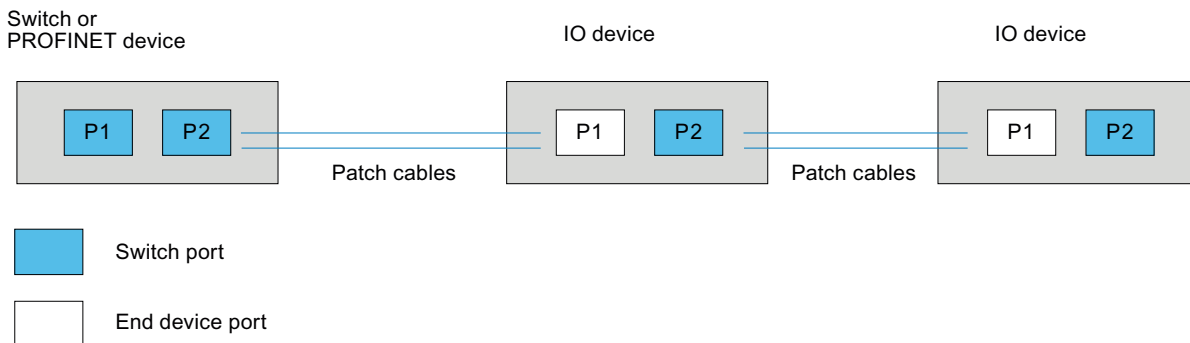 Switch or
PROFINET device
IO device
IO device
P1
P2
P1
P2
P1
P2
Patch cables
Patch cables
Switch port
End device port